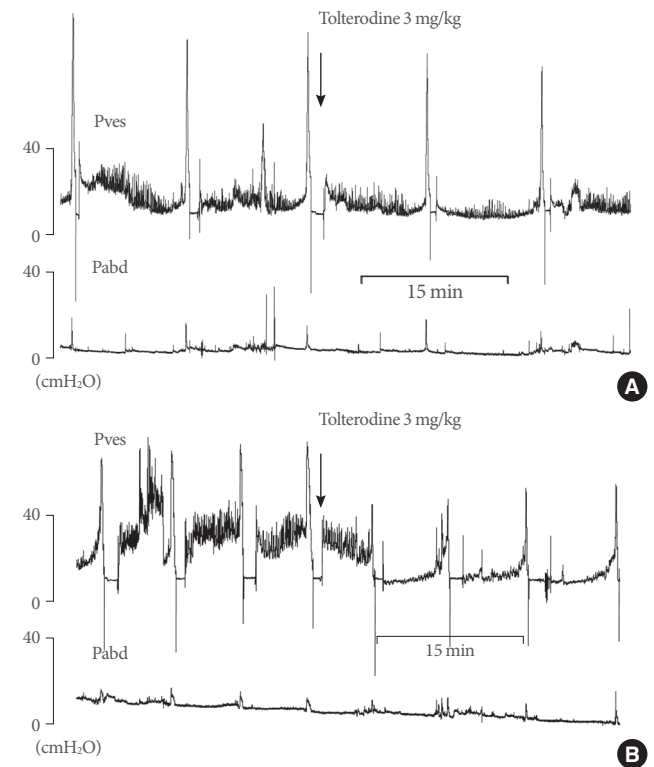 Tolterodine 3 mg/kg
Pves
40
0
Pabd
40
15 min
0
(cmH₂O)
A
Tolterodine 3 mg/kg
Pves
40
0
40
Pabd
15 min
0
(cmH₂O)
B